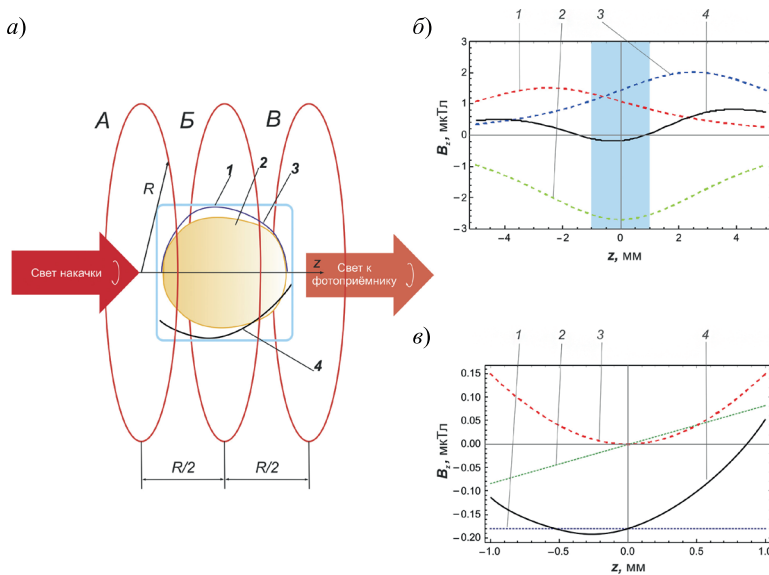 а)
А
Б
В
1
2
3
R
Свет накачки
z
Свет к
фотоприёмнику
4
R/2
R/2
б)
1
2
3
4
3
2
1
0
−1
−2
−3
B_z, мкТл
−4
−2
0
2
4
z, мм
в)
1
2
3
4
0.15
0.10
0.05
0.00
−0.05
−0.10
−0.15
−0.20
B_z, мкТл
−1.0
−0.5
0.0
0.5
1.0
z, мм